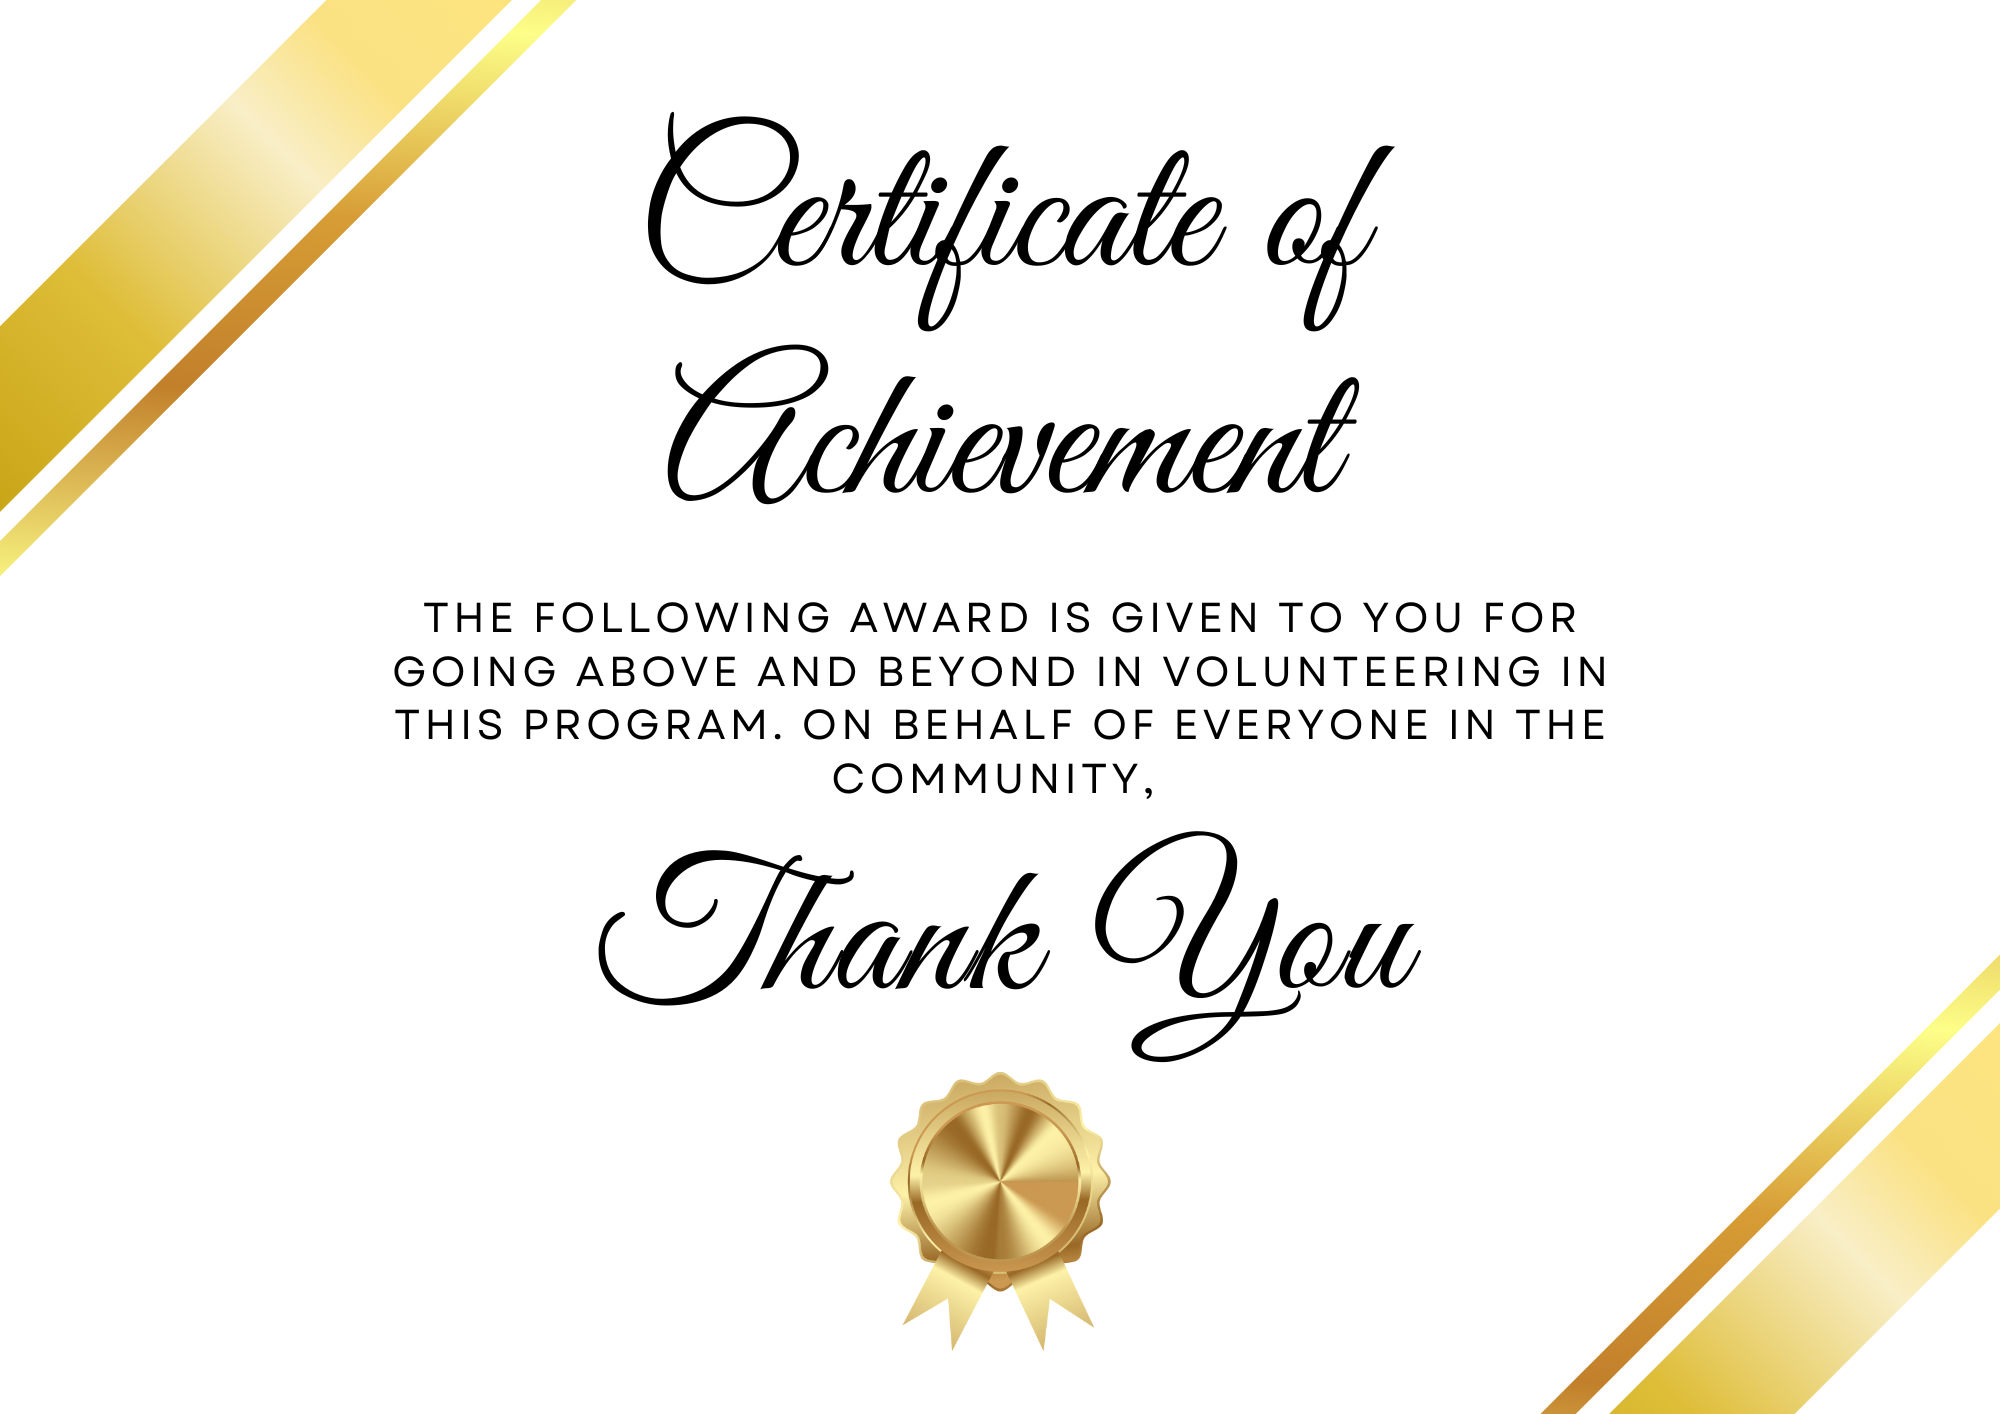 Certificate of
Achievement
THE FOLLOWING AWARD IS GIVEN TO YOU FOR
GOING ABOVE AND BEYOND IN VOLUNTEERING IN
THIS PROGRAM. ON BEHALF OF EVERYONE IN THE
COMMUNITY,
Thank You